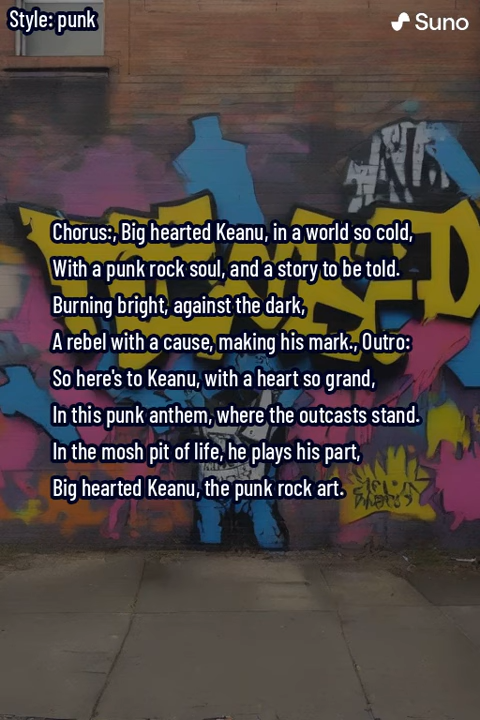 Style: punk
Suno
Chorus:, Big hearted Keanu, in a world so cold,
With a punk rock soul, and a story to be told.
Burning bright, against the dark,
A rebel with a cause, making his mark., Outro:
So here's to Keanu, with a heart so grand,
In this punk anthem, where the outcasts stand.
In the mosh pit of life, he plays his part,
Big hearted Keanu, the punk rock art.